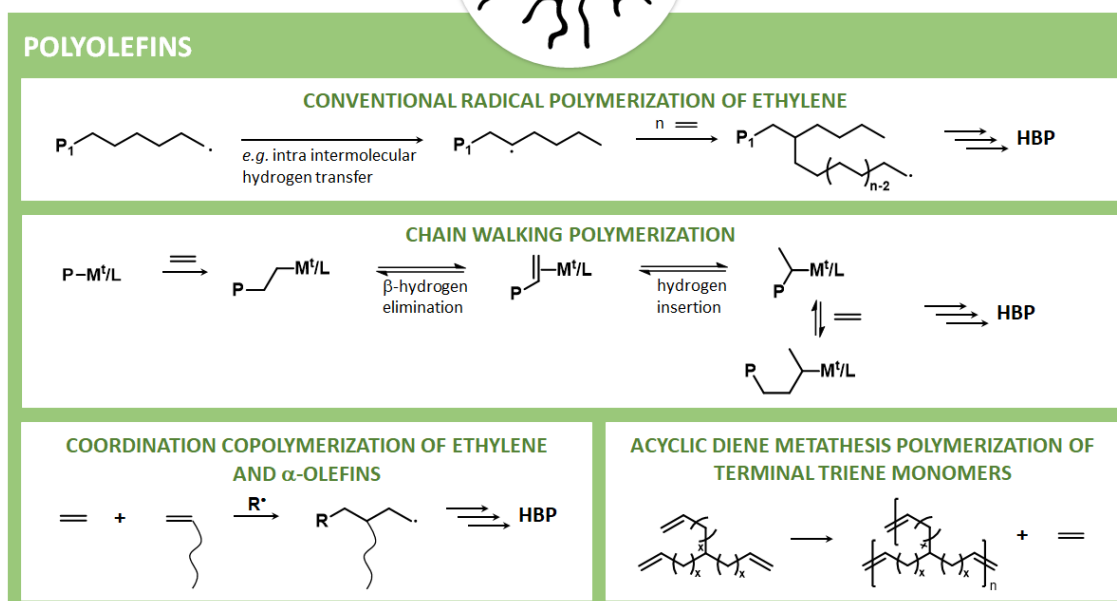 POLYOLEFINS
CONVENTIONAL RADICAL POLYMERIZATION OF ETHYLENE
P1
e.g. intra intermolecular
hydrogen transfer
P1
n
P1
n-2
HBP
CHAIN WALKING POLYMERIZATION
P–Mt/L
P
Mt/L
β-hydrogen
elimination
P
Mt/L
hydrogen
insertion
P
Mt/L
HBP
P
Mt/L
COORDINATION COPOLYMERIZATION OF ETHYLENE
AND α-OLEFINS
+
R•
R
HBP
ACYCLIC DIENE METATHESIS POLYMERIZATION OF
TERMINAL TRIENE MONOMERS
x
x
x
x
x
x
n
+